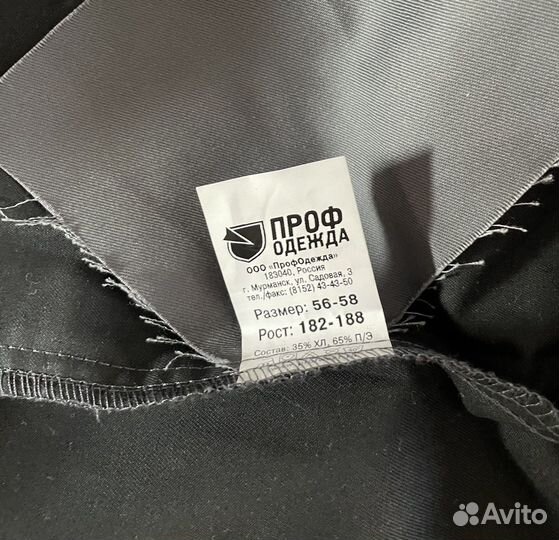 ПРОФ
ОДЕЖДА
ООО «ПрофОдежда»
183040, Россия
г. Мурманск, ул. Садовая, 3
тел./факс: (8152) 43-43-50
Размер: 56-58
Рост: 182-188
Состав: 35% ХЛ, 65% П/Э
Avito